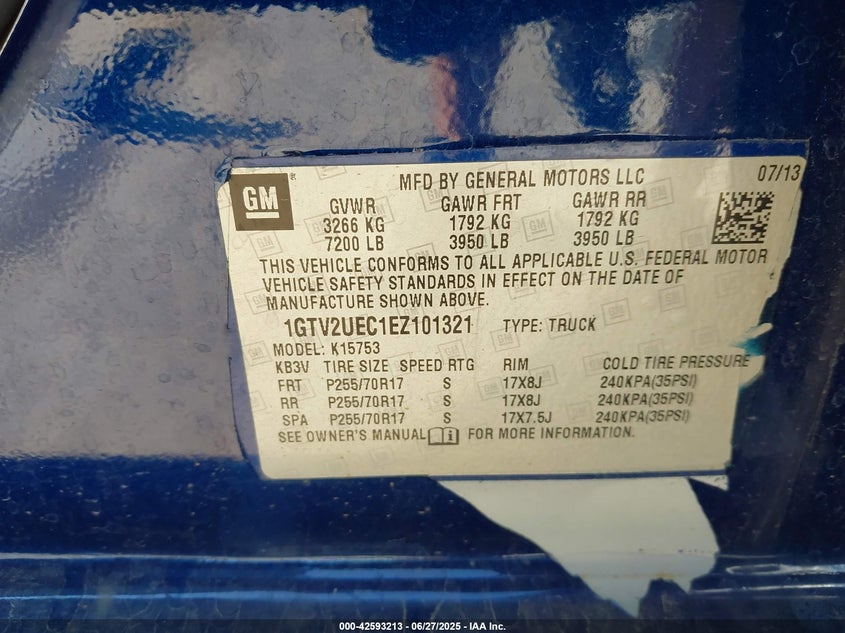 GM ® MFD BY GENERAL MOTORS LLC 07/13
GVWR GAWR FRT GAWR RR
3266 KG 1792 KG 1792 KG
7200 LB 3950 LB 3950 LB
THIS VEHICLE CONFORMS TO ALL APPLICABLE U.S. FEDERAL MOTOR
VEHICLE SAFETY STANDARDS IN EFFECT ON THE DATE OF
MANUFACTURE SHOWN ABOVE.
1GTV2UEC1EZ101321 TYPE: TRUCK
MODEL: K15753
KB3V TIRE SIZE SPEED RTG RIM COLD TIRE PRESSURE
FRT P255/70R17 S 17X8J 240KPA(35PSI)
RR P255/70R17 S 17X8J 240KPA(35PSI)
SPA P255/70R17 S 17X7.5J 240KPA(35PSI)
SEE OWNER'S MANUAL i FOR MORE INFORMATION.
000-42593213 - 06/27/2025 - IAA Inc.